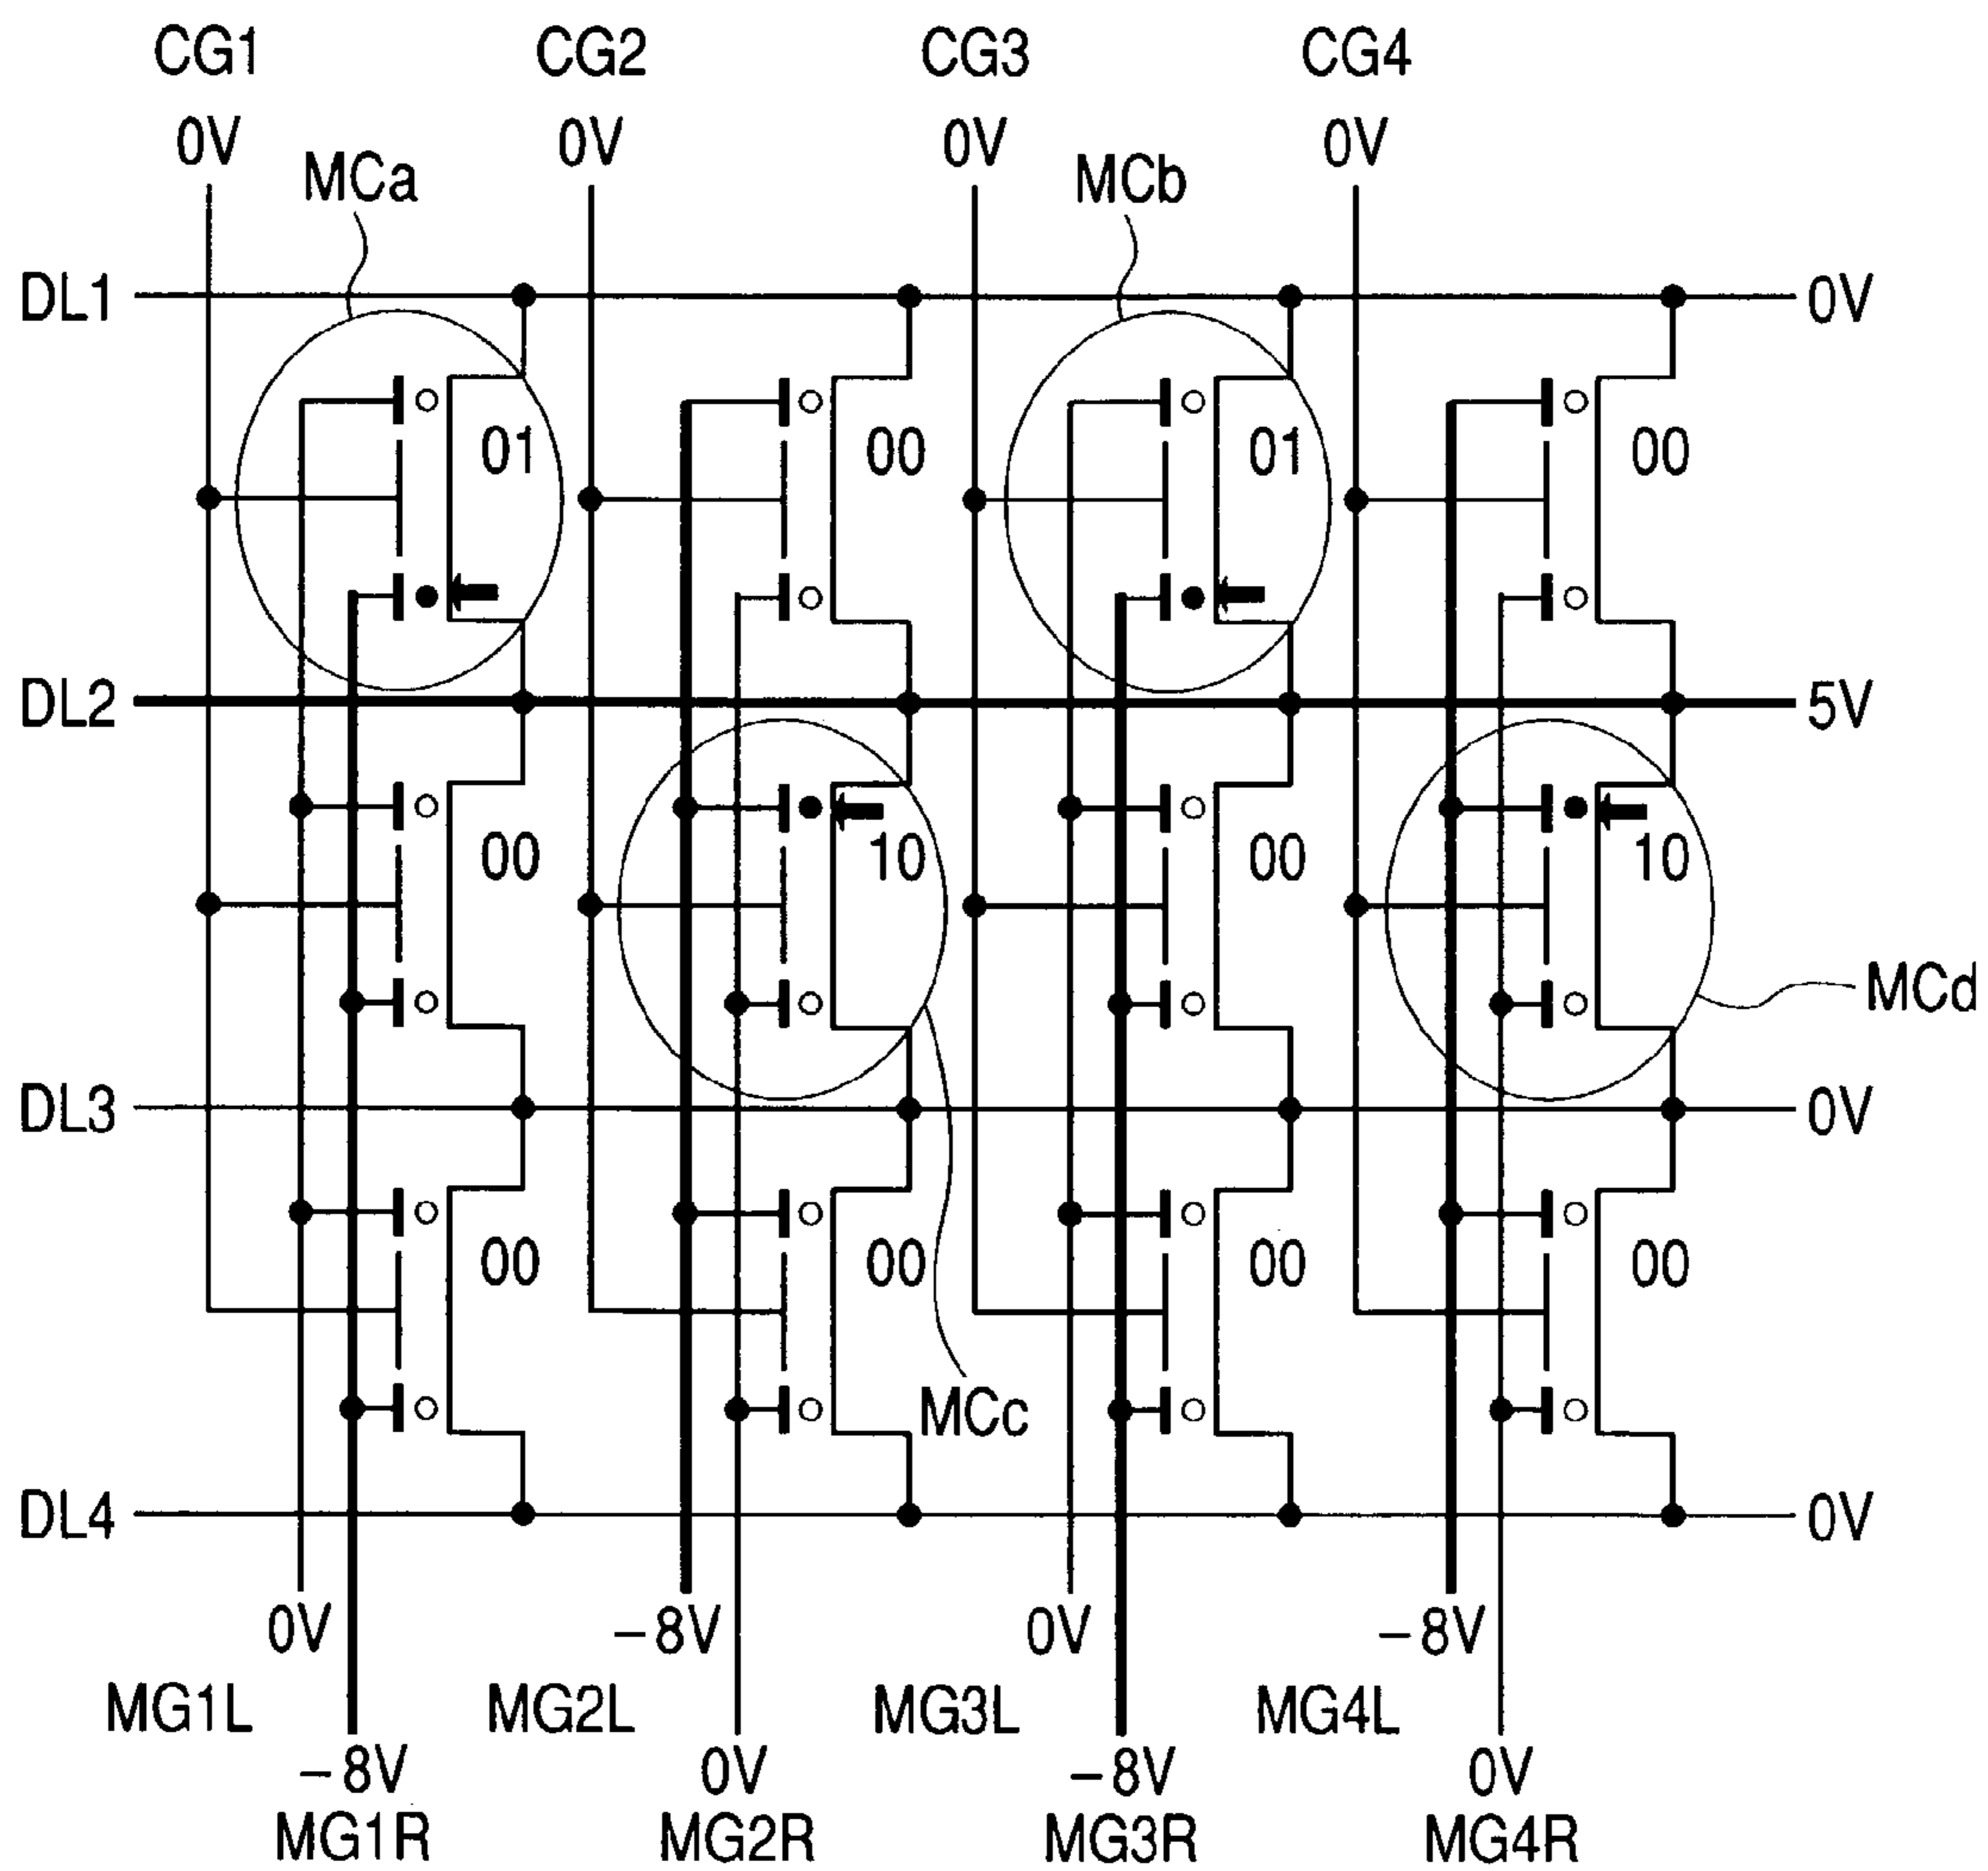 CG1 CG2 CG3 CG4
0V 0V 0V 0V
MCa MCb
DL1 0V
01 00 01 00
DL2 5V
00 10 00 10
MCd
DL3 0V
00 00 00 00
MCc
DL4 0V
0V -8V 0V -8V
MG1L MG2L MG3L MG4L
-8V 0V -8V 0V
MG1R MG2R MG3R MG4R